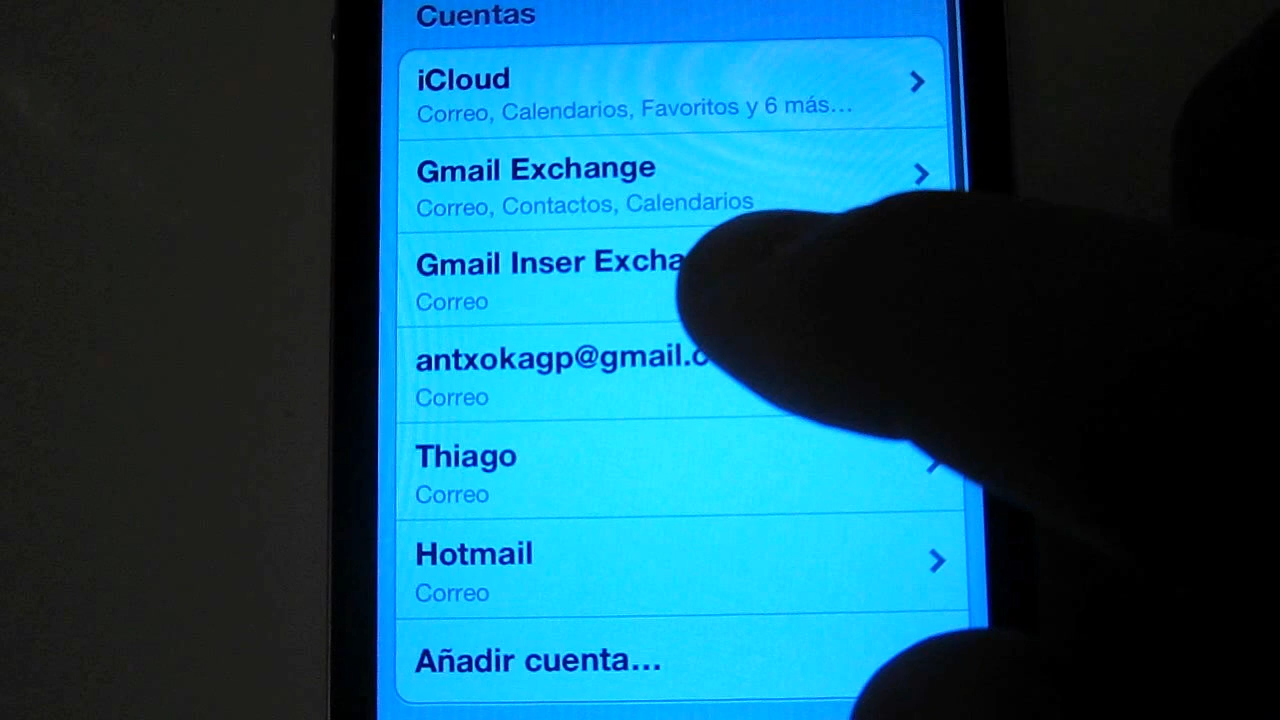 Cuentas
iCloud
Correo, Calendarios, Favoritos y 6 más...
Gmail Exchange
Correo, Contactos, Calendarios
Gmail Inser Excha
Correo
antxokagp@gmail.c
Correo
Thiago
Correo
Hotmail
Correo
Añadir cuenta...